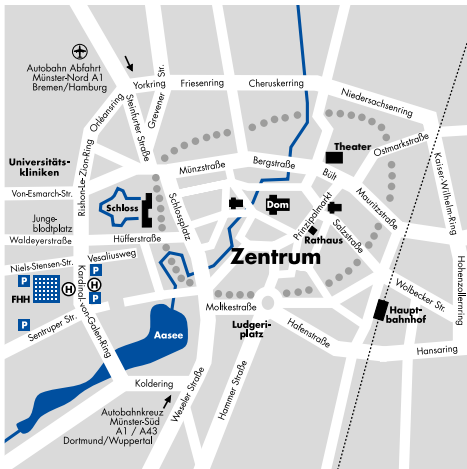 Autobahn Abfahrt
Münster-Nord A1
Bremen/Hamburg
Orléansring
Steinfurter Straße
Grevener Str.
Yorkring
Friesenring
Cheruskerring
Niedersachsenring
Ostmarkstraße
Kaiser-Wilhelm-Ring
Theater
Universitäts-
kliniken
Rishon-le-Zion-Ring
Münzstraße
Bergstraße
Bült
Von-Esmarch-Str.
Schloss
Schlossplatz
Dom
Prinzipalmarkt
Salzstraße
Mauritzstraße
Jung-
eblodtplatz
Waldeyerstraße
Hüfferstraße
Rathaus
Vesaliusweg
Zentrum
Niels-Stensen-Str.
P
P
P
P
FHH
H
H
Kardinal-von-Galen-Ring
Hohenzollernring
Wolbecker Str.
Sentruper Str.
Moltkestraße
Haupt-
bahnhof
Aasee
Ludgeri-
platz
Hafenstraße
Hansaring
Koldering
Weseler Straße
Hammer Straße
Autobahnkreuz
Münster-Süd
A1 / A43
Dortmund/Wuppertal